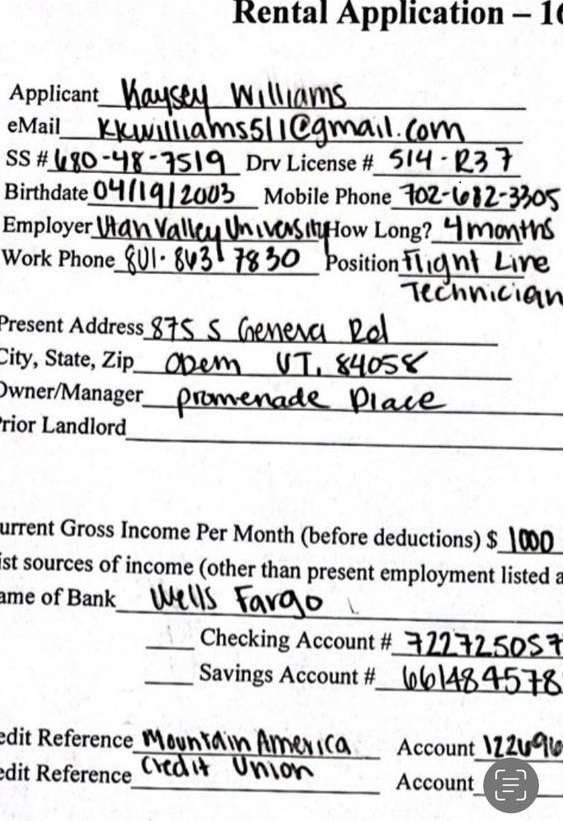 Rental Application – 1
Applicant Kaysey Williams
eMail kkwilliams511@gmail.com
SS # 680-48-7519 Drv License # 514-R37
Birthdate 04/19/2003 Mobile Phone 702-682-3305
Employer Utah Valley University How Long? 4 months
Work Phone 801-863-7830 Position Flight Line
Technician
Present Address 875 S Geneva Rd
City, State, Zip Orem UT, 84058
Owner/Manager Promenade Place
rior Landlord
urrent Gross Income Per Month (before deductions) $ 1000
ist sources of income (other than present employment listed a
ame of Bank Wells Fargo
Checking Account # 7227725057
Savings Account # 661484578
edit Reference Mountain America Account 122696
edit Reference Credit Union Account